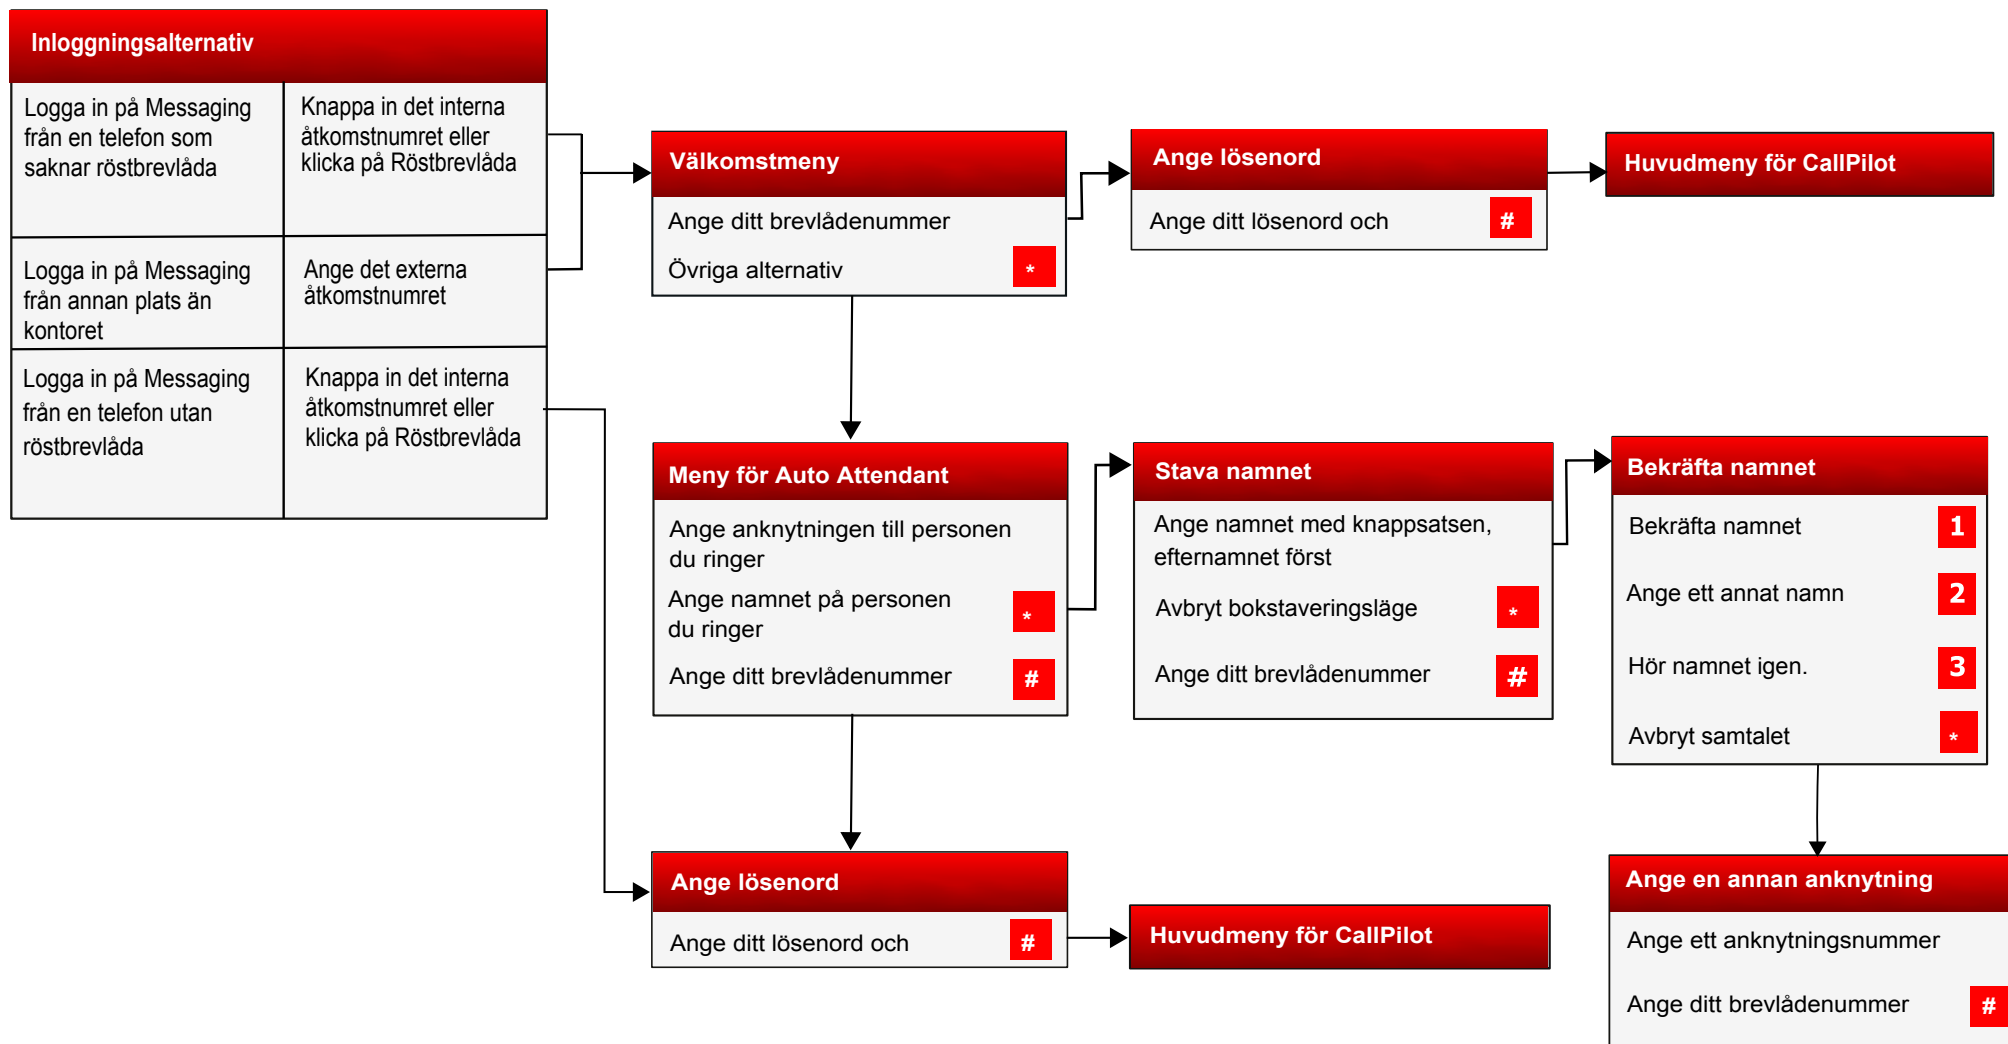 Inloggningsalternativ
Logga in på Messaging
från en telefon som
saknar röstbrevlåda
Knappa in det interna
åtkomstnumret eller
klicka på Röstbrevlåda
Logga in på Messaging
från annan plats än
kontoret
Ange det externa
åtkomstnumret
Logga in på Messaging
från en telefon utan
röstbrevlåda
Knappa in det interna
åtkomstnumret eller
klicka på Röstbrevlåda
Välkomstmeny
Ange ditt brevlådenummer
Övriga alternativ *
Ange lösenord
Ange ditt lösenord och #
Huvudmeny för CallPilot
Meny för Auto Attendant
Ange anknytningen till personen
du ringer
Ange namnet på personen
du ringer *
Ange ditt brevlådenummer #
Stava namnet
Ange namnet med knappsatsen,
efternamnet först
Avbryt bokstaveringsläge *
Ange ditt brevlådenummer #
Bekräfta namnet
Bekräfta namnet 1
Ange ett annat namn 2
Hör namnet igen. 3
Avbryt samtalet *
Ange lösenord
Ange ditt lösenord och #
Huvudmeny för CallPilot
Ange en annan anknytning
Ange ett anknytningsnummer
Ange ditt brevlådenummer #